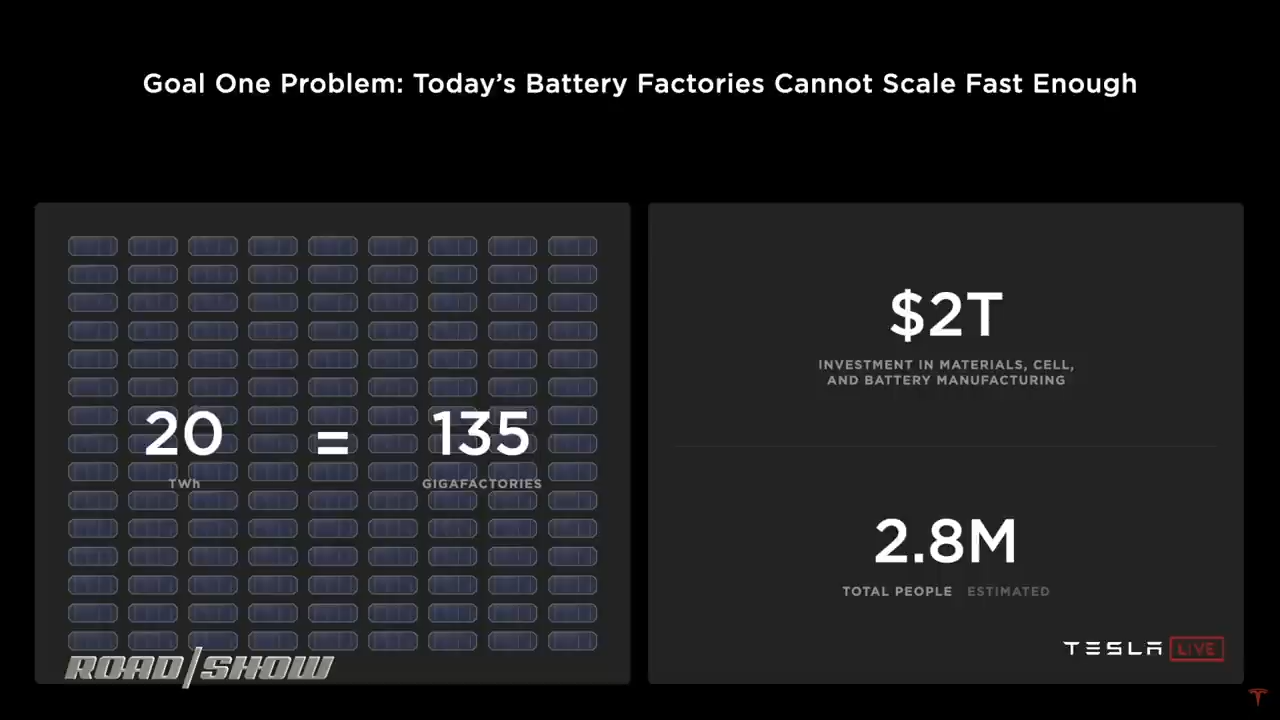 Goal One Problem: Today's Battery Factories Cannot Scale Fast Enough
20 = 135
TWh GIGAFACTORIES
$2T
INVESTMENT IN MATERIALS, CELL,
AND BATTERY MANUFACTURING
2.8M
TOTAL PEOPLE ESTIMATED
ROAD/SHOW
TESLA LIVE